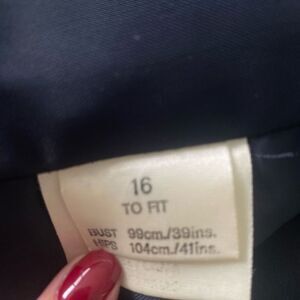 16
TO FIT
BUST 99cm./39ins.
HIPS 104cm./41ins.